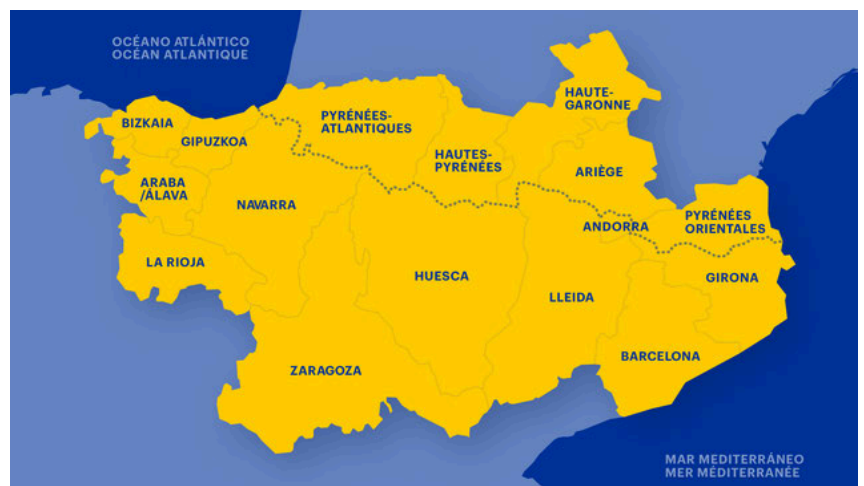 OCÉANO ATLÁNTICO
OCÉAN ATLANTIQUE
BIZKAIA
GIPUZKOA
ARABA
/ÁLAVA
LA RIOJA
NAVARRA
PYRÉNÉES-
ATLANTIQUES
HAUTES-
PYRÉNÉES
HAUTE-
GARONNE
ARIÈGE
ANDORRA
PYRÉNÉES
ORIENTALES
HUESCA
LLEIDA
GIRONA
BARCELONA
ZARAGOZA
MAR MEDITERRÁNEO
MER MÉDITERRANÉE